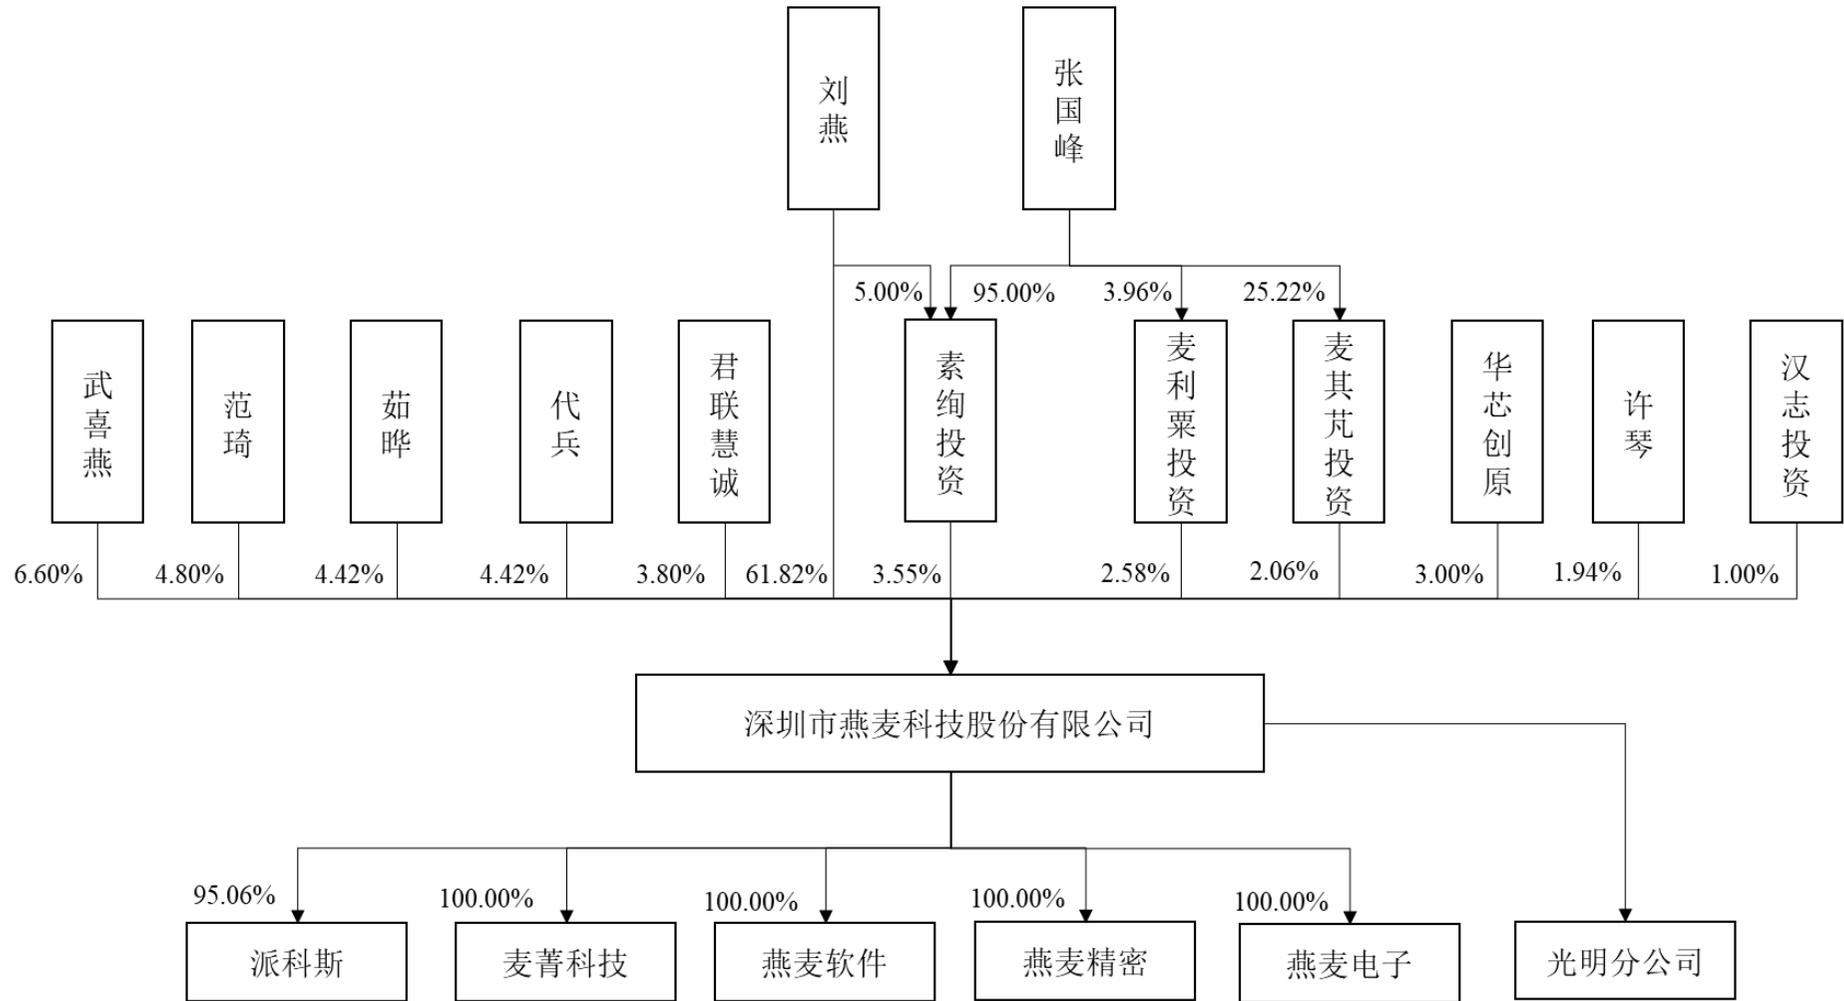 刘燕
张国峰
5.00%
95.00%
3.96%
25.22%
武喜燕
范琦
茹晔
代兵
君联慧诚
素绚投资
麦利粟投资
麦其芃投资
华芯创原
许琴
汉志投资
6.60%
4.80%
4.42%
4.42%
3.80%
61.82%
3.55%
2.58%
2.06%
3.00%
1.94%
1.00%
深圳市燕麦科技股份有限公司
95.06%
100.00%
100.00%
100.00%
100.00%
派科斯
麦菁科技
燕麦软件
燕麦精密
燕麦电子
光明分公司